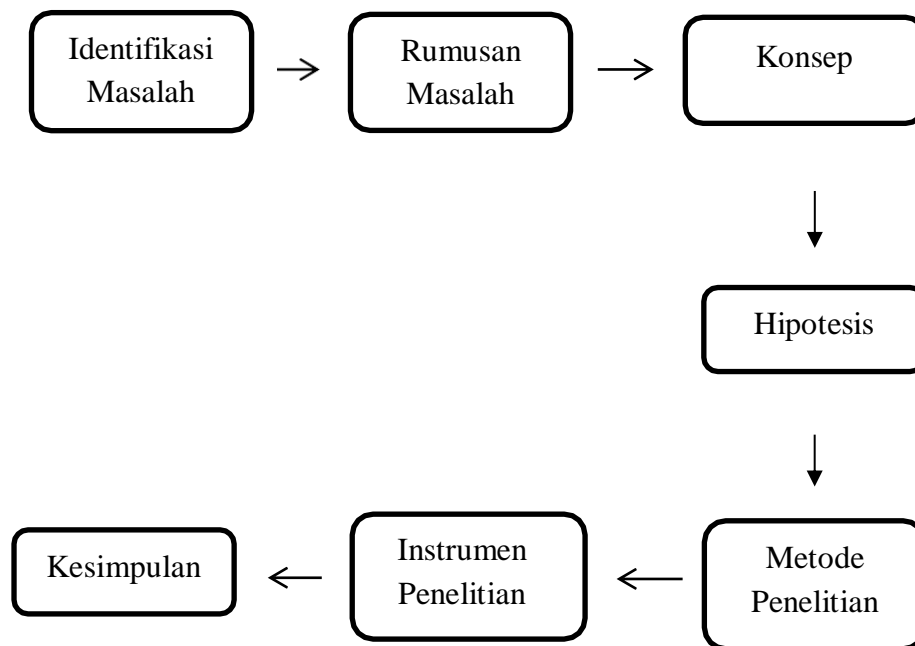 Identifikasi
Masalah
Rumusan
Masalah
Konsep
Hipotesis
Metode
Penelitian
Instrumen
Penelitian
Kesimpulan